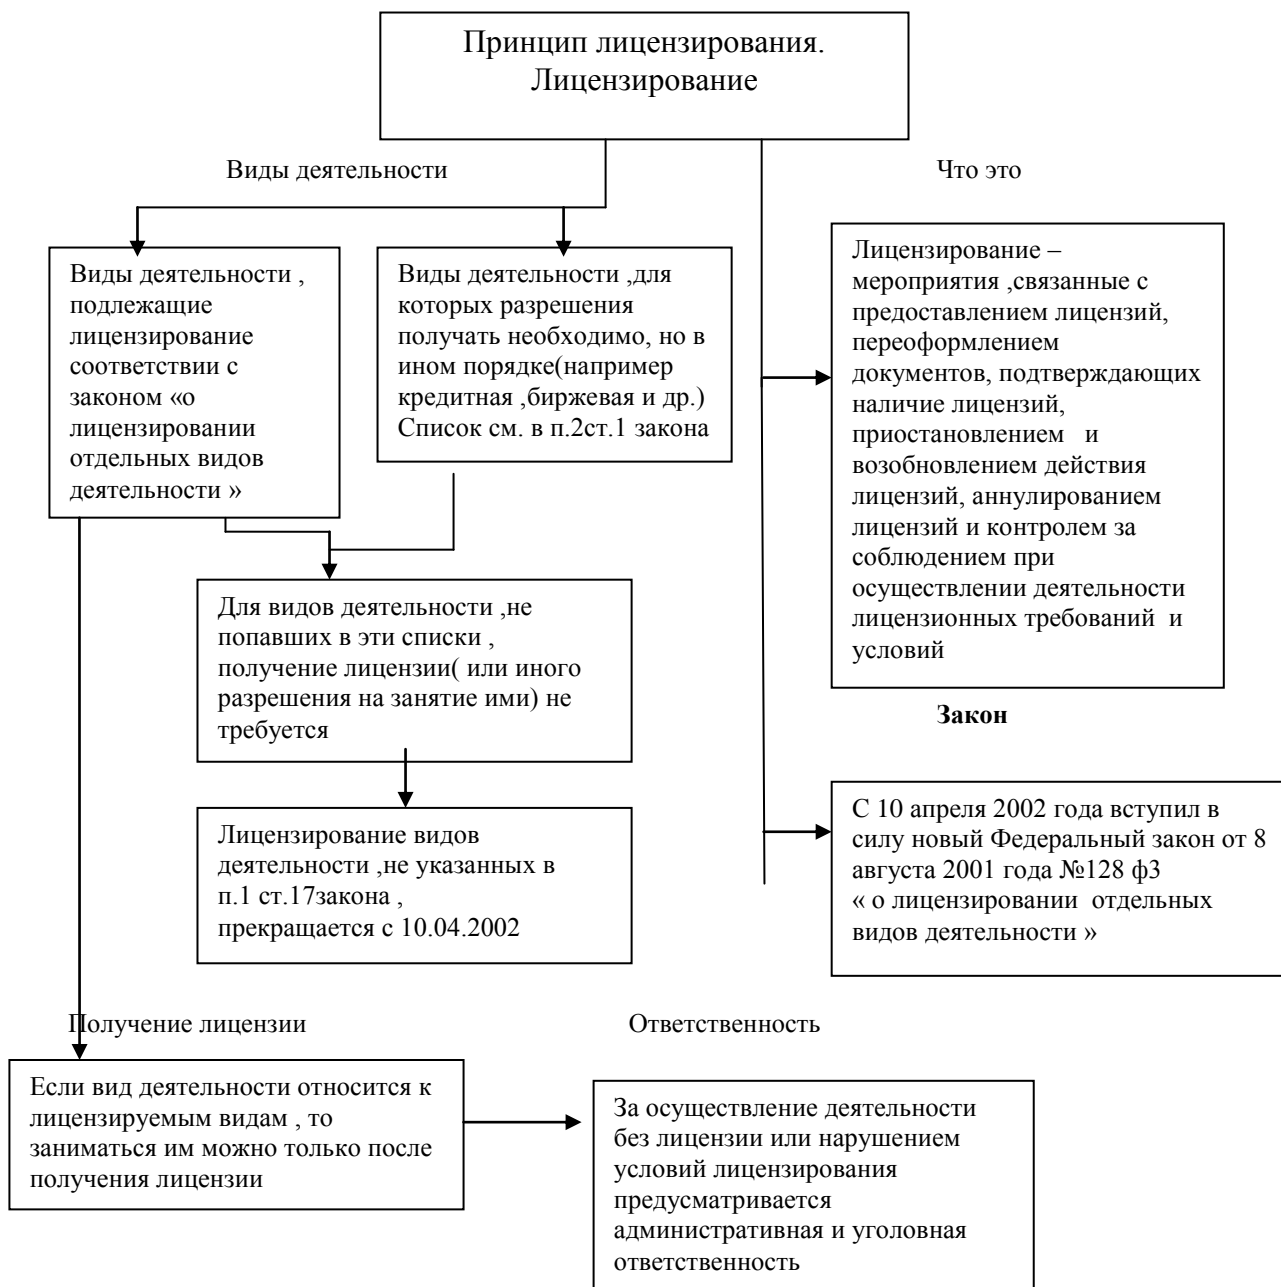 Принцип лицензирования.
Лицензирование
Виды деятельности
Что это
Виды деятельности ,
подлежащие
лицензирование
соответствии с
законом «о
лицензировании
отдельных видов
деятельности »
Виды деятельности ,для
которых разрешения
получать необходимо, но в
ином порядке(например
кредитная ,биржевая и др.)
Список см. в п.2ст.1 закона
Лицензирование –
мероприятия ,связанные с
предоставлением лицензий,
переоформлением
документов, подтверждающих
наличие лицензий,
приостановлением и
возобновлением действия
лицензий, аннулированием
лицензий и контролем за
соблюдением при
осуществлении деятельности
лицензионных требований и
условий
Для видов деятельности ,не
попавших в эти списки ,
получение лицензии( или иного
разрешения на занятие ими) не
требуется
Закон
Лицензирование видов
деятельности ,не указанных в
п.1 ст.17закона ,
прекращается с 10.04.2002
С 10 апреля 2002 года вступил в
силу новый Федеральный закон от 8
августа 2001 года №128 ф3
« о лицензировании отдельных
видов деятельности »
Получение лицензии
Ответственность
Если вид деятельности относится к
лицензируемым видам , то
заниматься им можно только после
получения лицензии
За осуществление деятельности
без лицензии или нарушением
условий лицензирования
предусматривается
административная и уголовная
ответственность